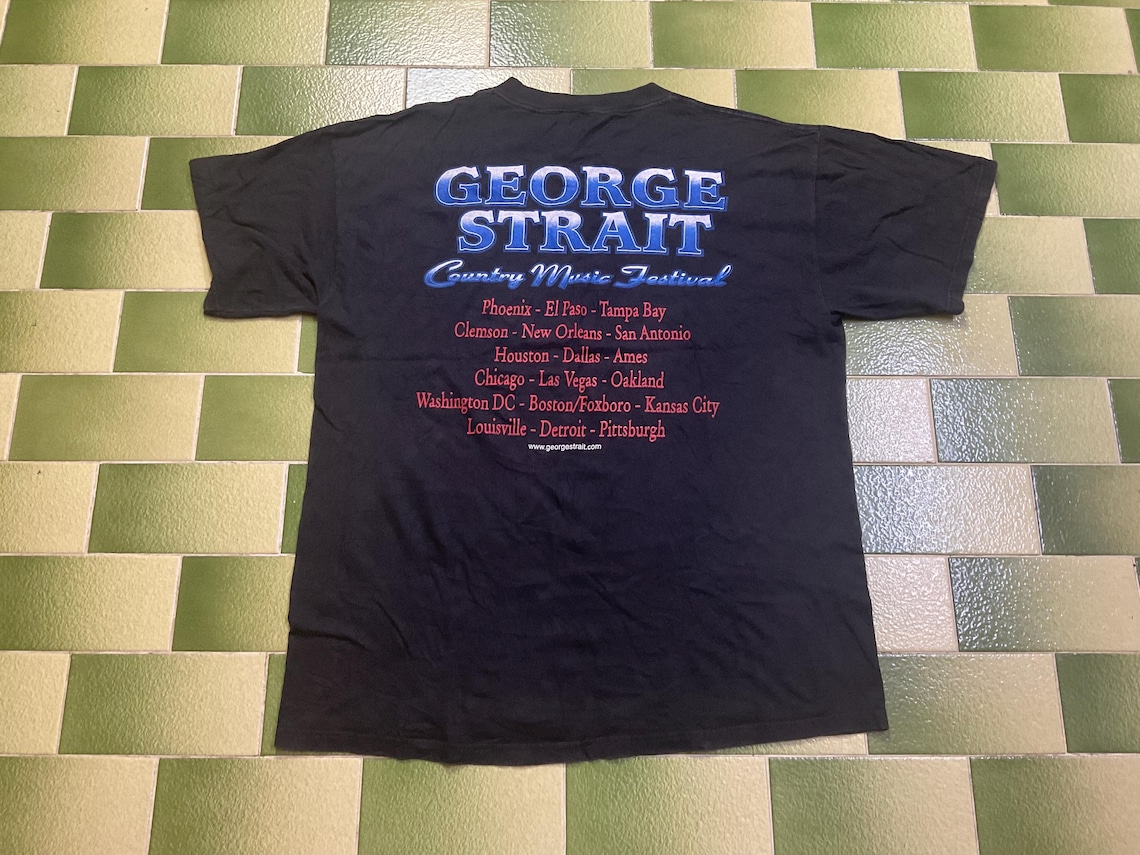 GEORGE
STRAIT
Country Music Festival
Phoenix - El Paso - Tampa Bay
Clemson - New Orleans - San Antonio
Houston - Dallas - Ames
Chicago - Las Vegas - Oakland
Washington DC - Boston/Foxboro - Kansas City
Louisville - Detroit - Pittsburgh
www.georgestrait.com